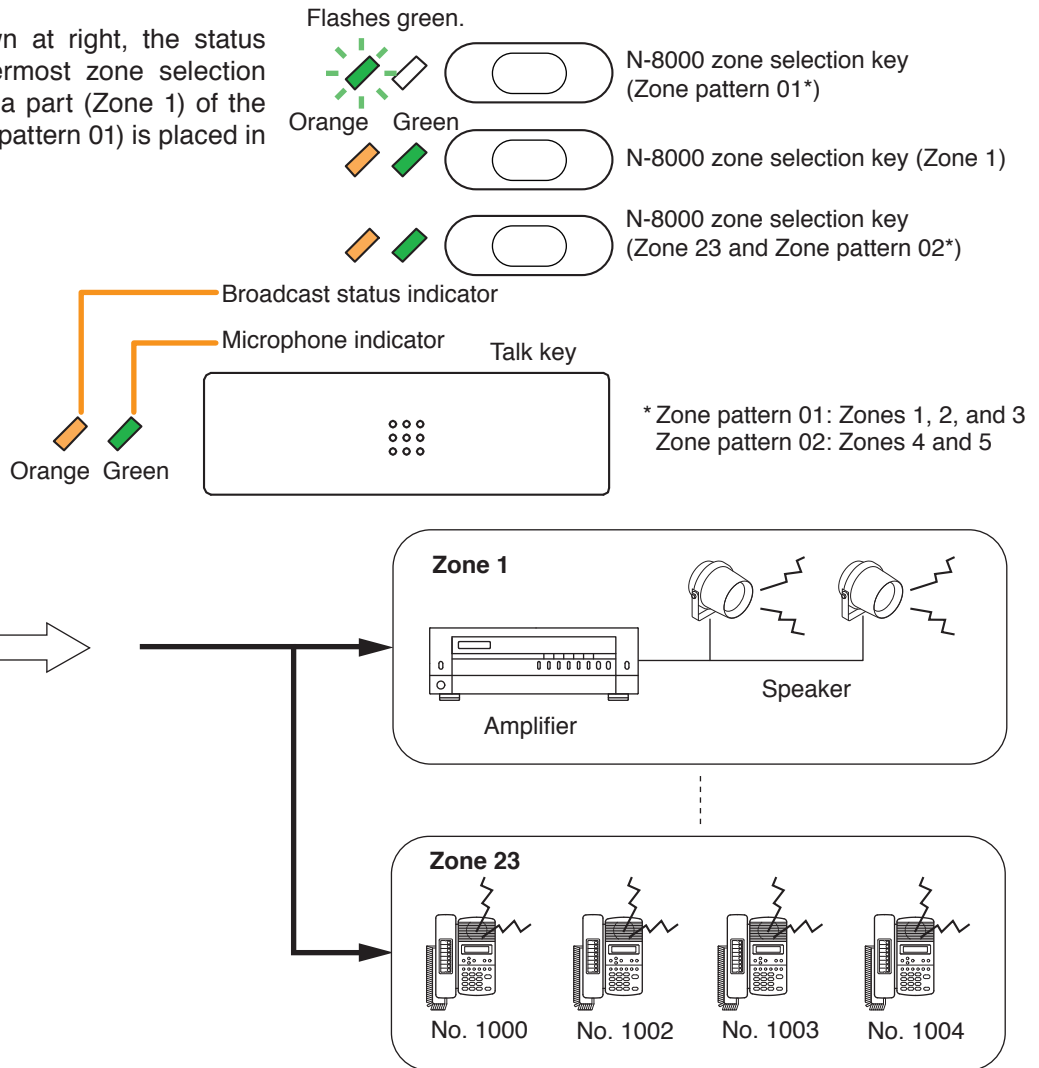 Flashes green.
at right, the status
zone selection
a part (Zone 1) of the
pattern 01) is placed in
N-8000 zone selection key
(Zone pattern 01*)
Orange Green
N-8000 zone selection key (Zone 1)
N-8000 zone selection key
(Zone 23 and Zone pattern 02*)
Broadcast status indicator
Microphone indicator
Talk key
Orange Green
* Zone pattern 01: Zones 1, 2, and 3
Zone pattern 02: Zones 4 and 5
Zone 1
Speaker
Amplifier
Zone 23
No. 1000
No. 1002
No. 1003
No. 1004